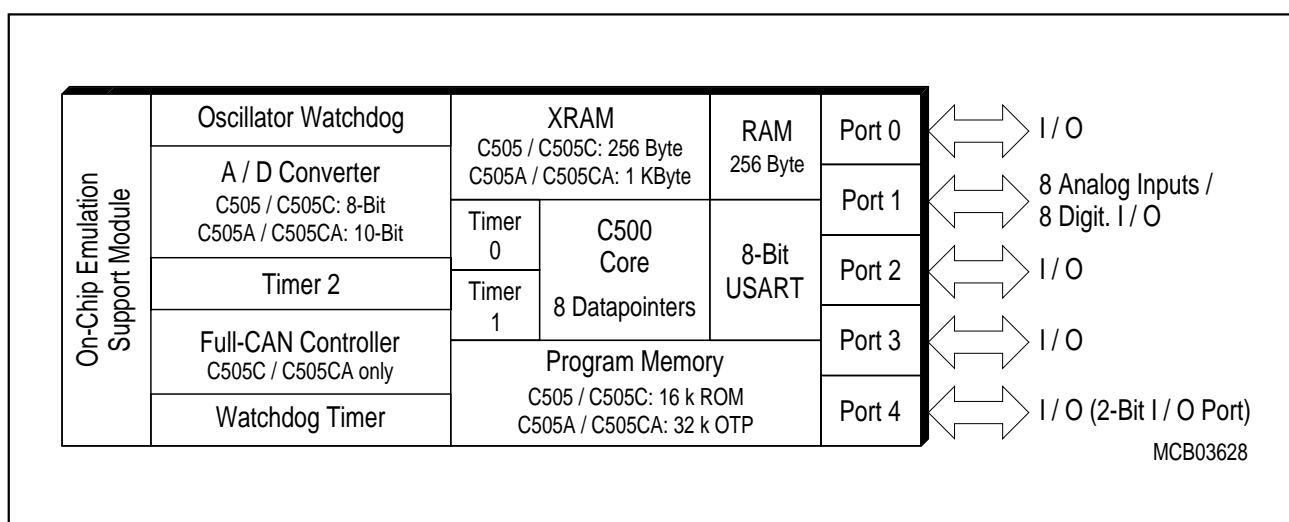 On-Chip Emulation
Support Module
Oscillator Watchdog
A / D Converter
C505 / C505C: 8-Bit
C505A / C505CA: 10-Bit
Timer 2
Full-CAN Controller
C505C / C505CA only
Watchdog Timer
XRAM
C505 / C505C: 256 Byte
C505A / C505CA: 1 KByte
RAM
256 Byte
Timer
0
Timer
1
C500
Core
8 Datapointers
8-Bit
USART
Program Memory
C505 / C505C: 16 k ROM
C505A / C505CA: 32 k OTP
Port 0
I / O
Port 1
8 Analog Inputs /
8 Digit. I / O
Port 2
I / O
Port 3
I / O
Port 4
I / O (2-Bit I / O Port)
MCB03628